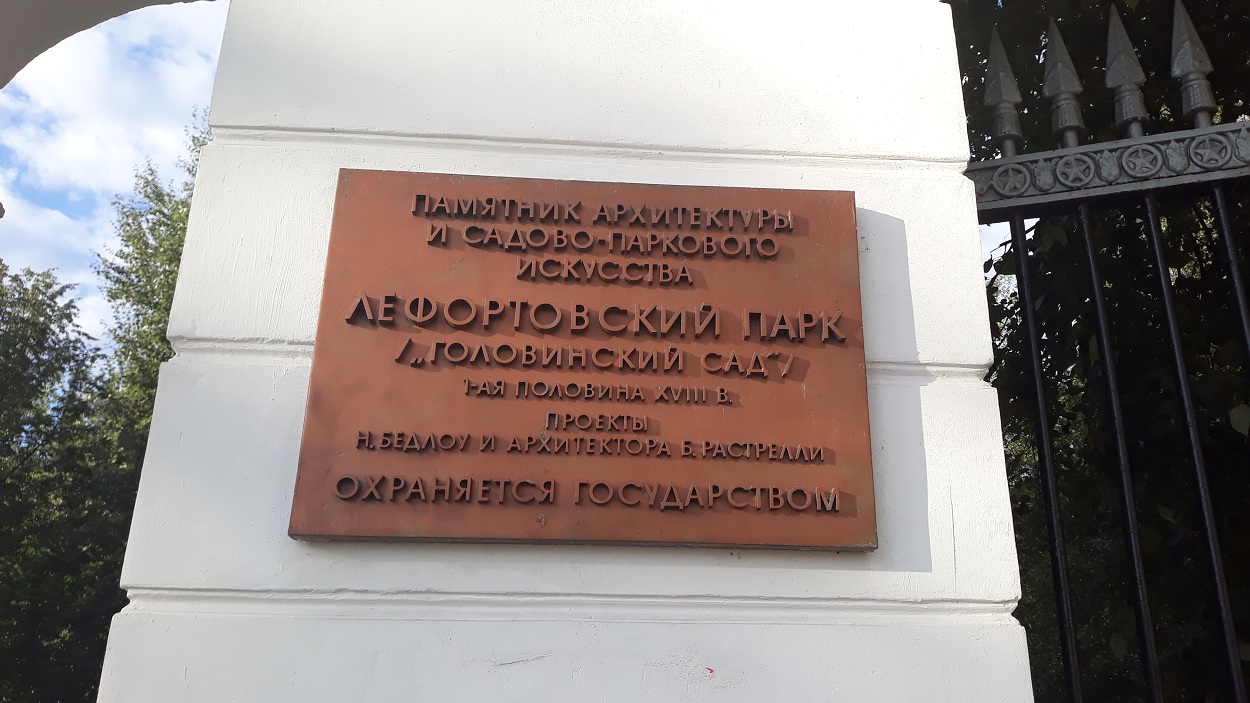 ПАМЯТНИК АРХИТЕКТУРЫ
И САДОВО-ПАРКОВОГО
ИСКУССТВА
ЛЕФОРТОВСКИЙ ПАРК
/„ГОЛОВИНСКИЙ САД“/
1-АЯ ПОЛОВИНА XVIII В.
ПРОЕКТЫ
Н. БЕДЛОУ И АРХИТЕКТОРА Б. РАСТРЕЛЛИ
ОХРАНЯЕТСЯ ГОСУДАРСТВОМ